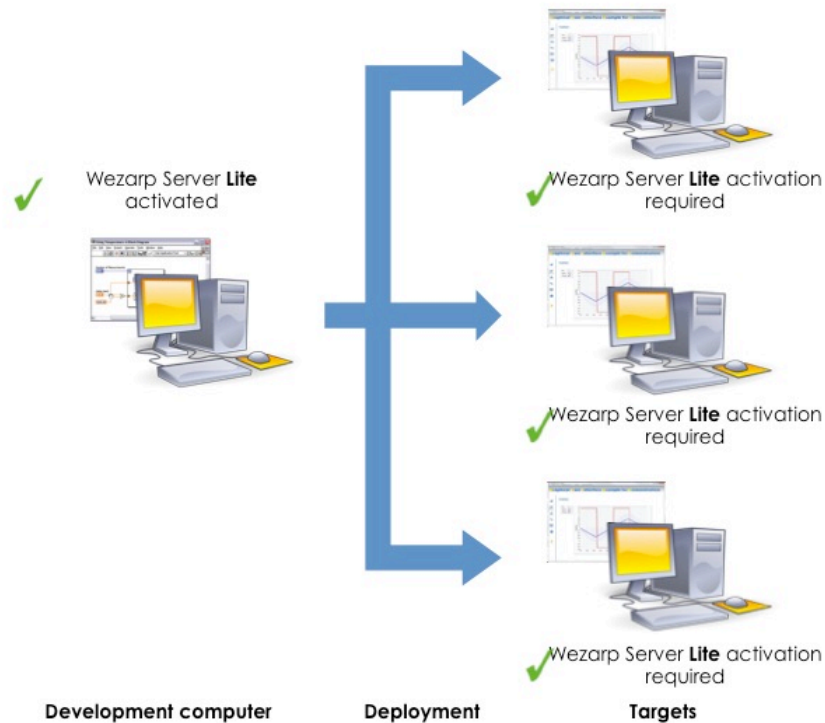 Wezarp Server Lite
activated
Wezarp Server Lite activation
required
Wezarp Server Lite activation
required
Wezarp Server Lite activation
required
Development computer
Deployment
Targets